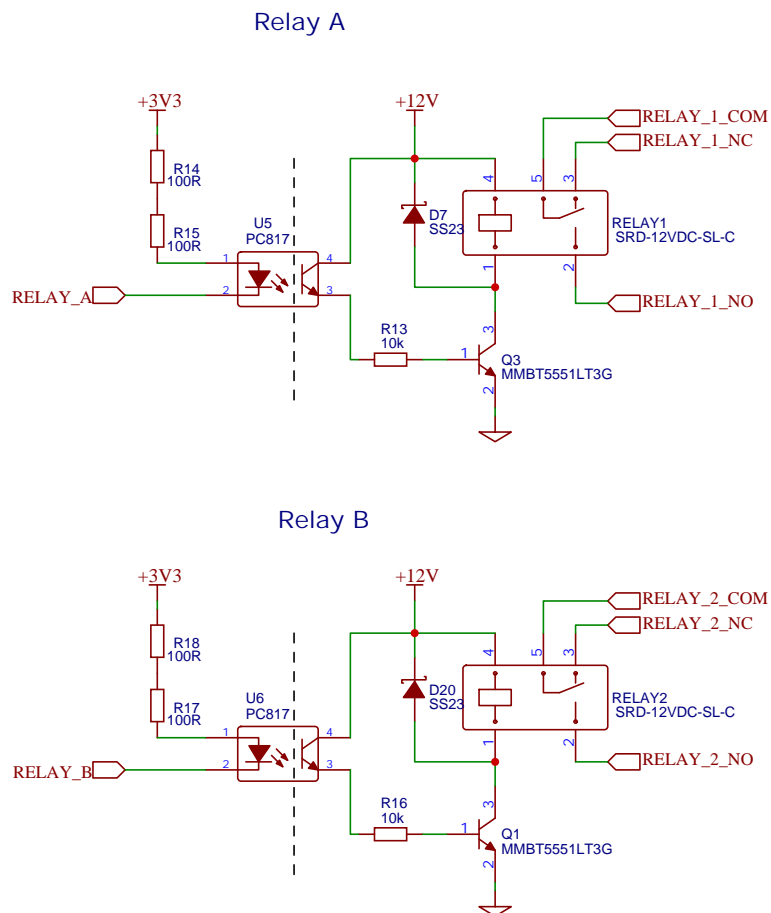 Relay A
+3V3
+12V
RELAY_1_COM
RELAY_1_NC
R14
100R
4
5
3
R15
100R
U5
PC817
D7
SS23
RELAY1
SRD-12VDC-SL-C
1
4
1
2
RELAY_A
2
3
RELAY_1_NO
R13
10k
3
1
Q3
MMBT5551LT3G
2
Relay B
+3V3
+12V
RELAY_2_COM
RELAY_2_NC
R18
100R
4
5
3
R17
100R
U6
PC817
D20
SS23
RELAY2
SRD-12VDC-SL-C
1
4
1
2
RELAY_B
2
3
RELAY_2_NO
R16
10k
3
1
Q1
MMBT5551LT3G
2